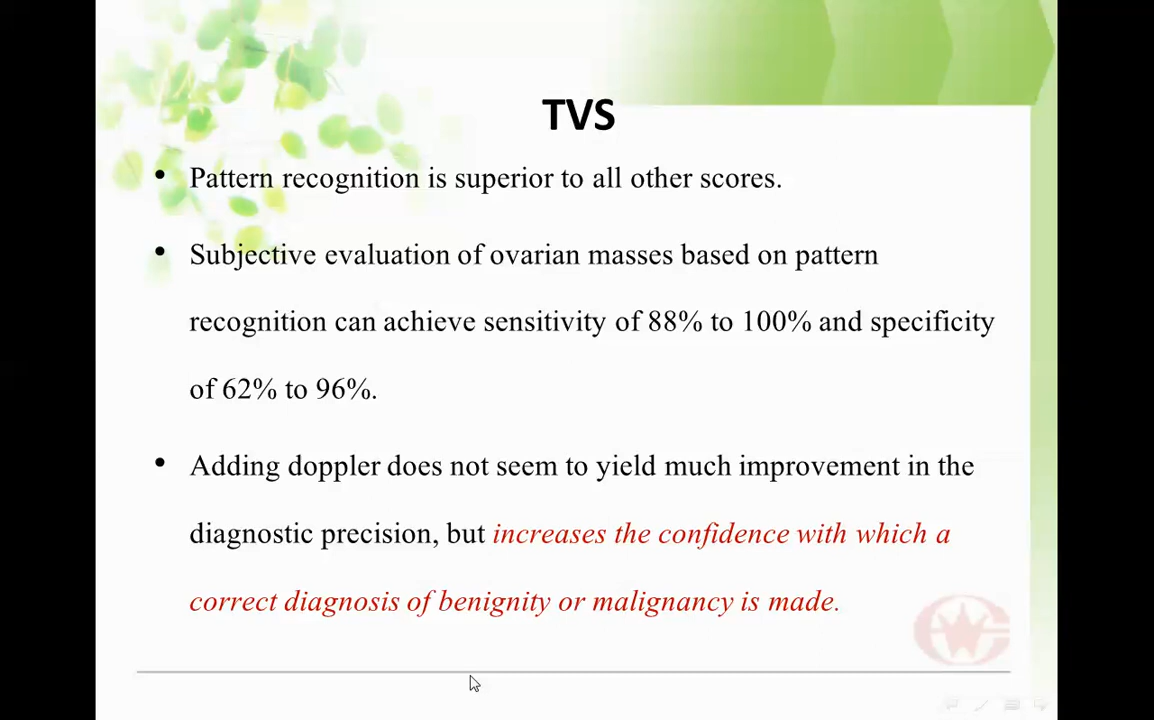 TVS
• Pattern recognition is superior to all other scores.
• Subjective evaluation of ovarian masses based on pattern
recognition can achieve sensitivity of 88% to 100% and specificity
of 62% to 96%.
• Adding doppler does not seem to yield much improvement in the
diagnostic precision, but increases the confidence with which a
correct diagnosis of benignity or malignancy is made.